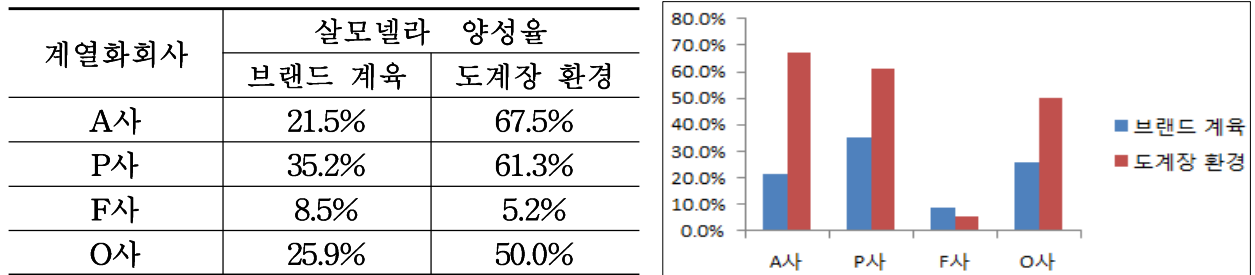 계열화회사 살모넬라 양성율
브랜드 계육 도계장 환경
A사 21.5% 67.5%
P사 35.2% 61.3%
F사 8.5% 5.2%
O사 25.9% 50.0%
80.0%
70.0%
60.0%
50.0%
40.0%
30.0%
20.0%
10.0%
0.0%
A사 P사 F사 O사
브랜드 계육
도계장 환경